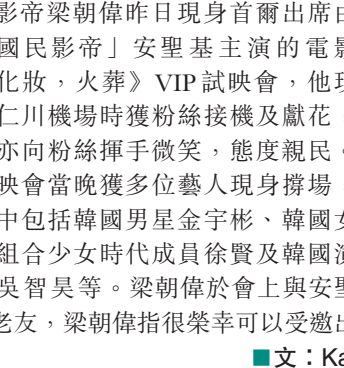 影帝梁朝偉昨日現身首爾出席由
國民影帝」安聖基主演的電影
化妝,火葬》VIP試映會,他現
仁川機場時獲粉絲接機及獻花,
亦向粉絲揮手微笑,態度親民。
映會當晚獲多位藝人現身撐場,
中包括韓國男星金宇彬、韓國女
組合少女時代成員徐賢及韓國演
吳智昊等。梁朝偉於會上與安聖
老友,梁朝偉指很榮幸可以受邀出
■文:Ka